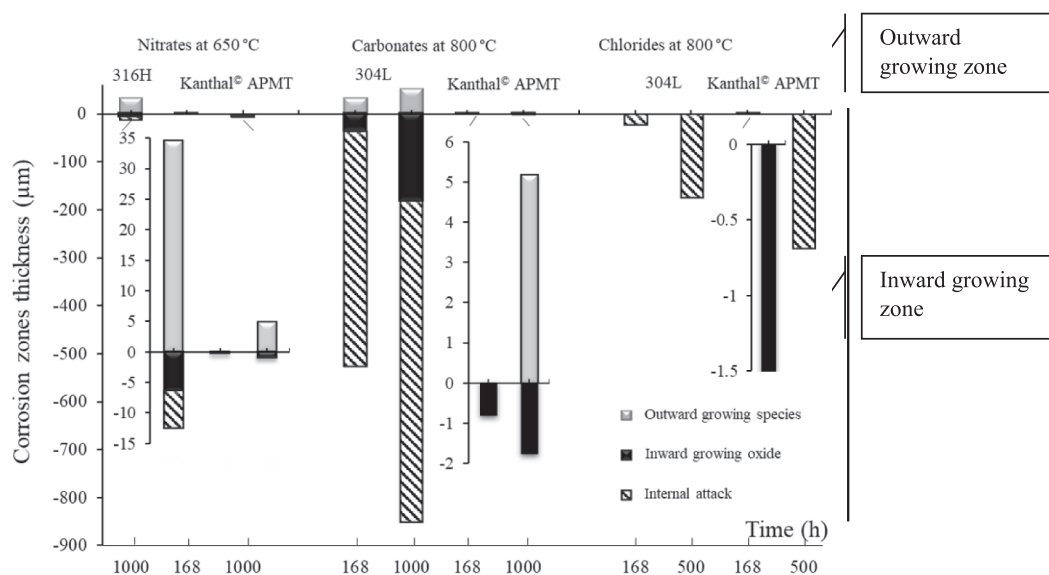 Nitrates at 650 °C
Carbonates at 800 °C
Chlorides at 800 °C
Outward
growing zone
316H
Kanthal© APMT
304L
Kanthal© APMT
304L
Kanthal© APMT
Corrosion zones thickness (µm)
0
-100
-200
-300
-400
-500
-600
-700
-800
-900
35
30
25
20
15
10
5
0
-5
-10
-15
6
5
4
3
2
1
0
-1
-2
0
-0.5
-1
-1.5
Inward growing
zone
Outward growing species
Inward growing oxide
Internal attack
Time (h)
1000 168 1000 168 1000 168 1000 168 500 168 500